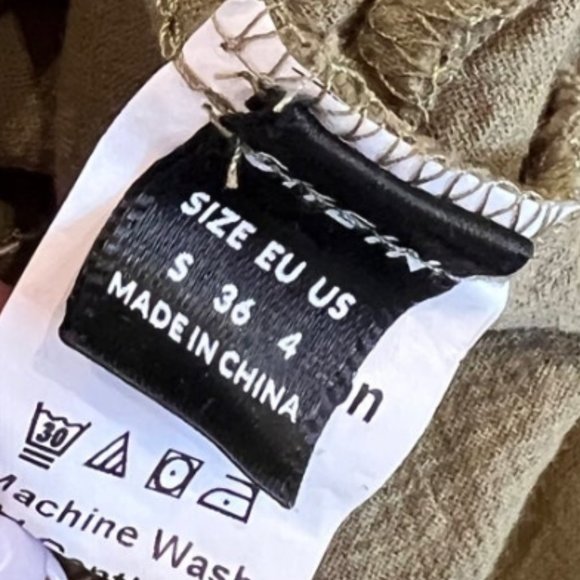 SIZE EU US
S 36 4
MADE IN CHINA
n
30
Machine Wash